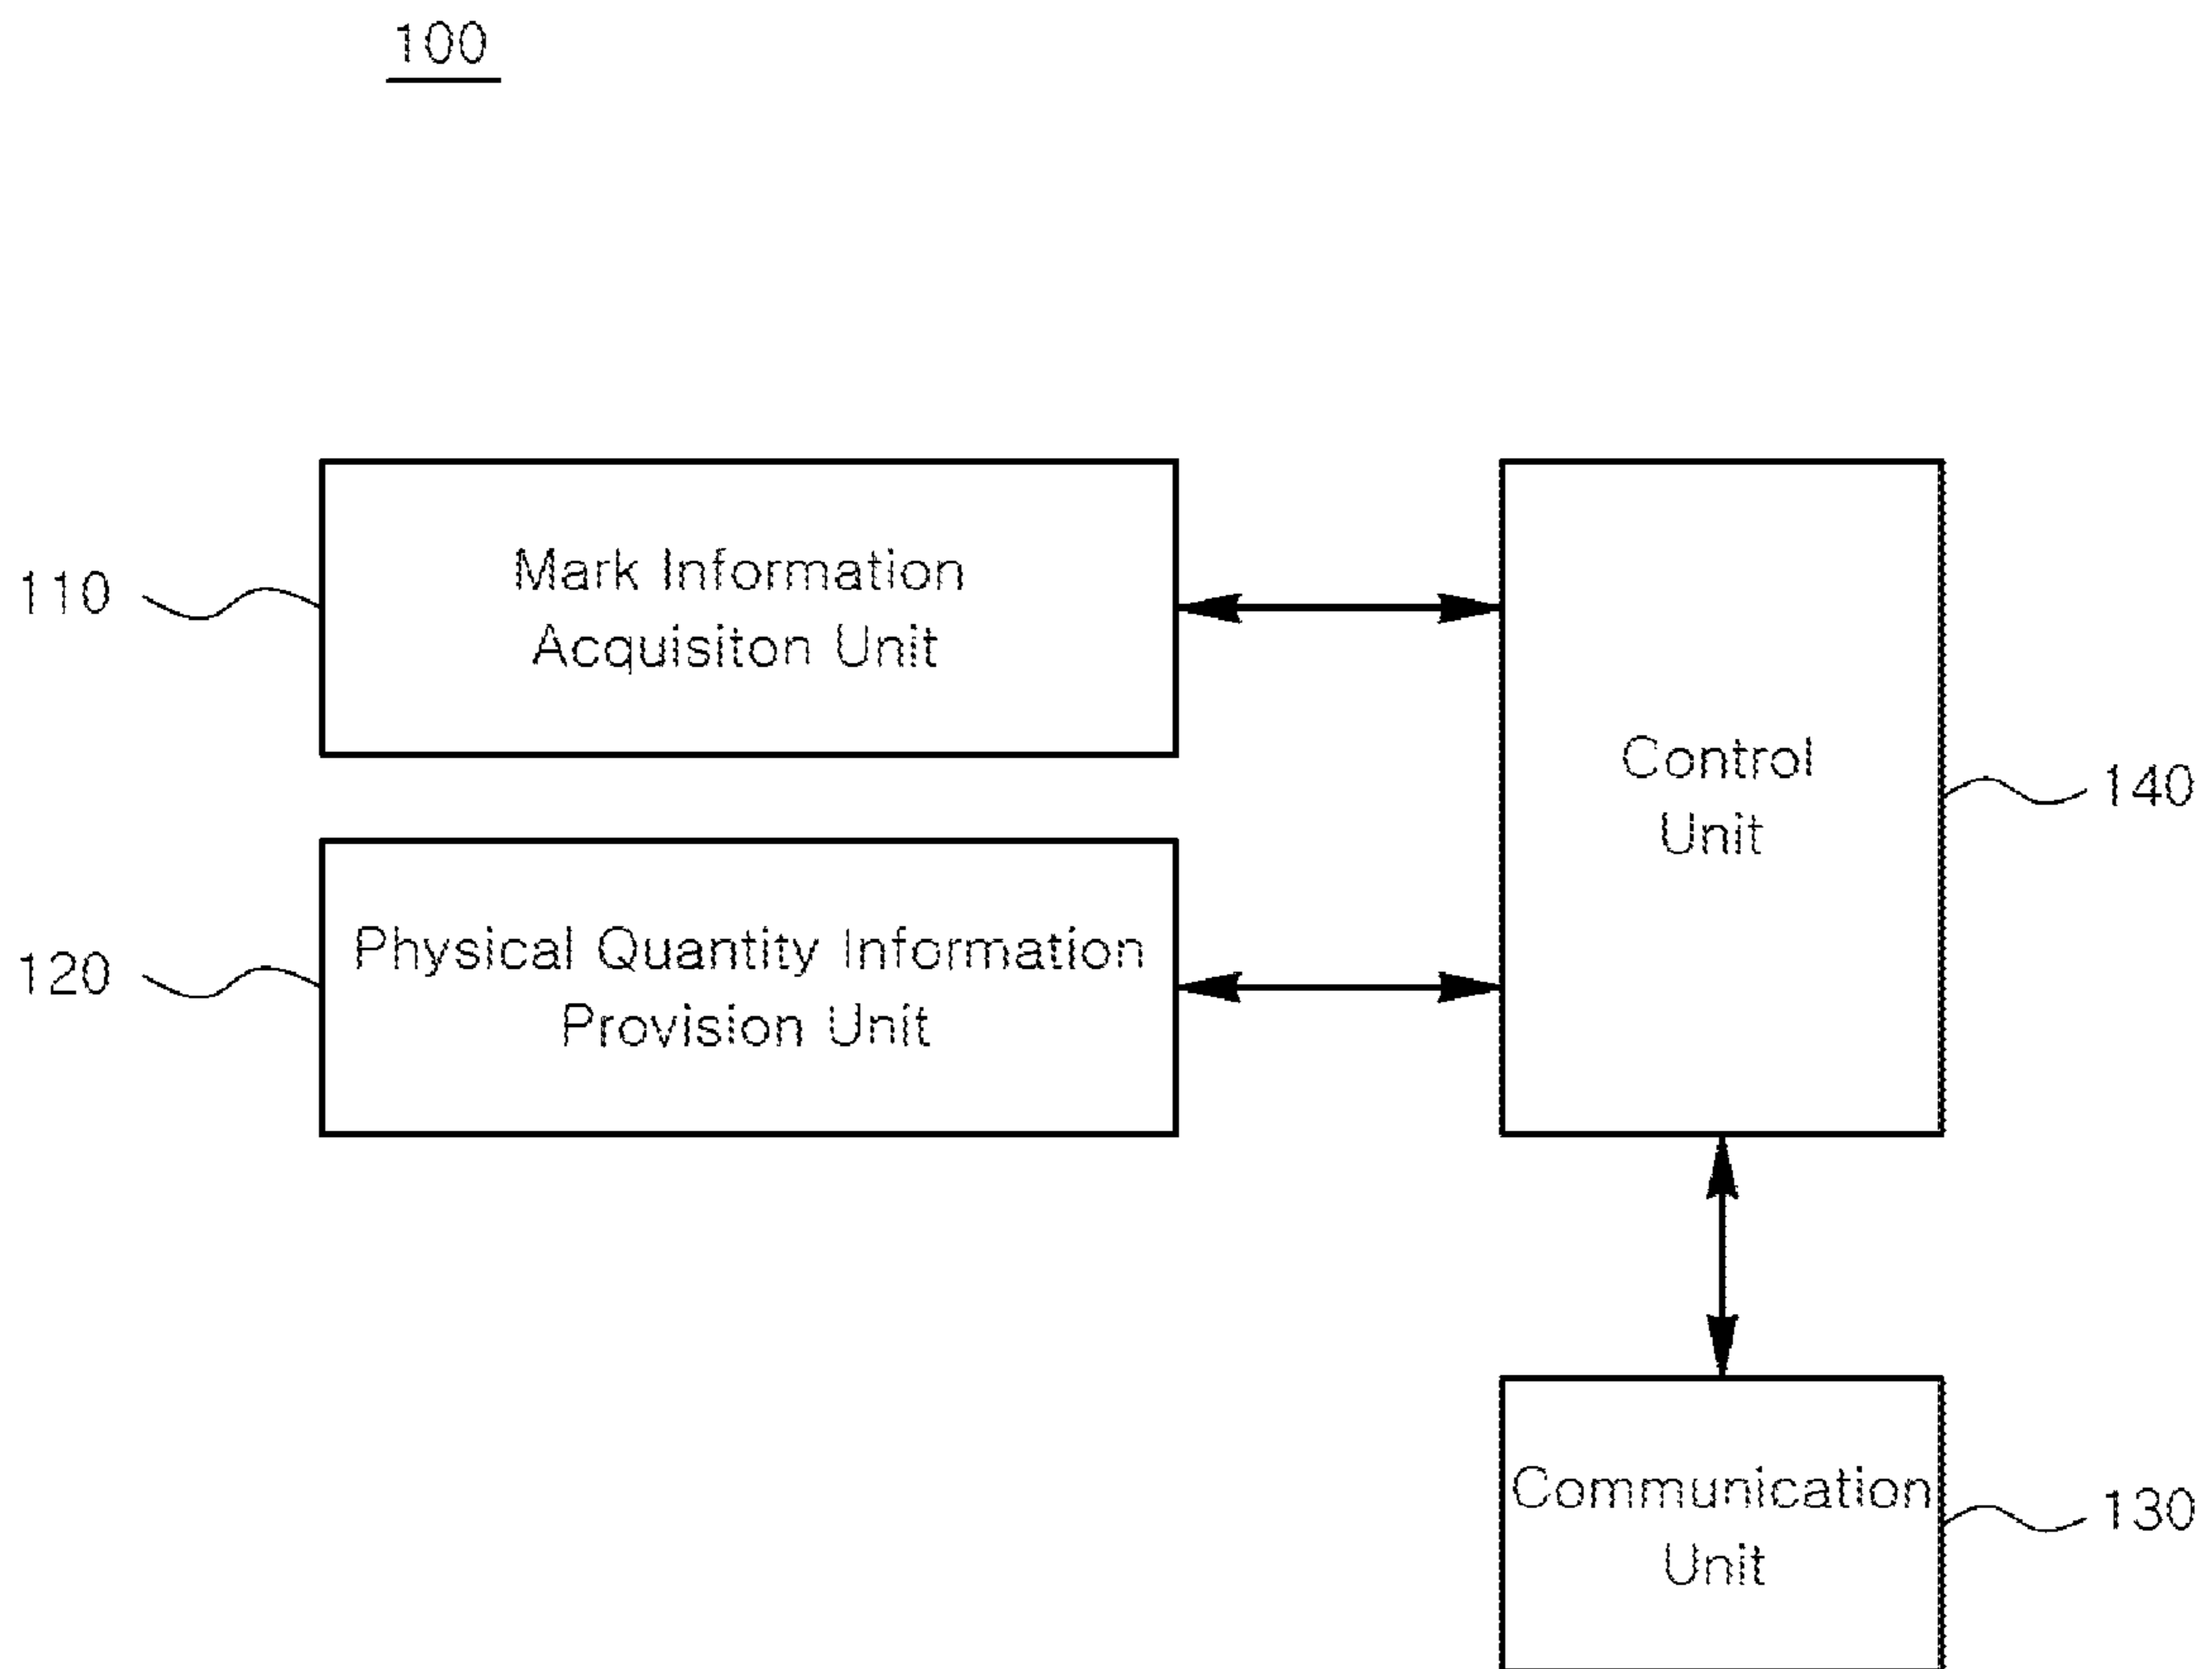 100
110
Mark Information
Acquisiton Unit
120
Physical Quantity Information
Provision Unit
Control
Unit
140
Communication
Unit
130